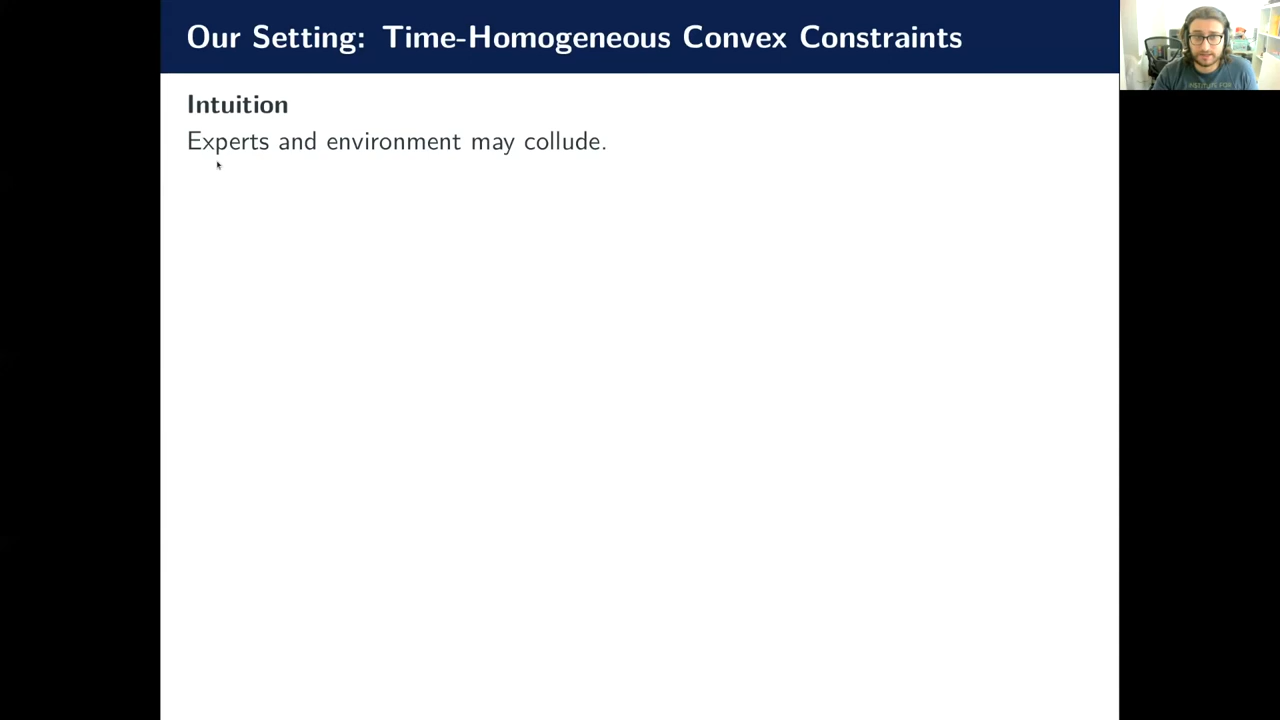 Our Setting: Time-Homogeneous Convex Constraints
Intuition
Experts and environment may collude.